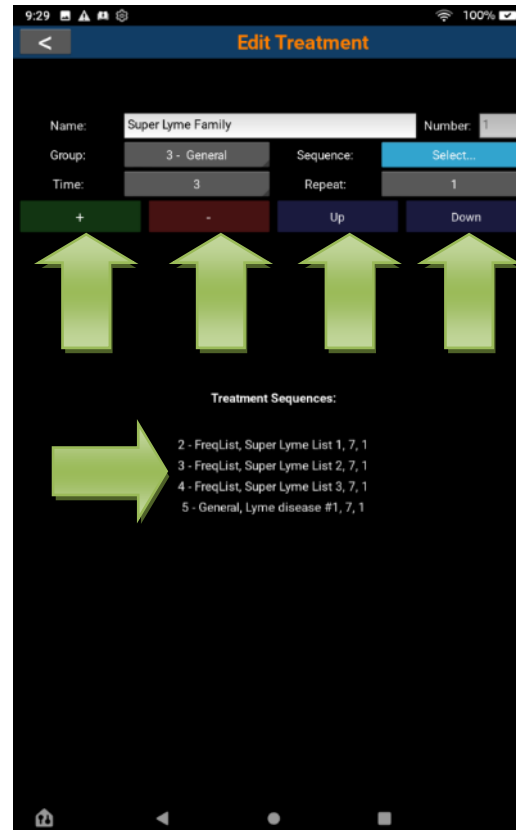 9:29 100%
< Edit Treatment
Name: Super Lyme Family Number: 1
Group: 3 - General Sequence: Select...
Time: 3 Repeat: 1
+ - Up Down
Treatment Sequences:
2 - FreqList, Super Lyme List 1, 7, 1
3 - FreqList, Super Lyme List 2, 7, 1
4 - FreqList, Super Lyme List 3, 7, 1
5 - General, Lyme disease #1, 7, 1